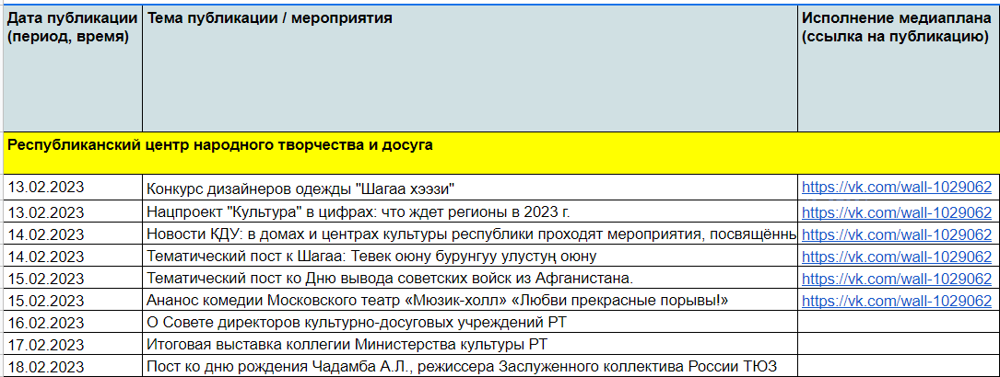 Дата публикации Тема публикации / мероприятия Исполнение медиаплана
(период, время) (ссылка на публикацию)
Республиканский центр народного творчества и досуга
13.02.2023 Конкурс дизайнеров одежды "Шагаа хээзи" https://vk.com/wall-1029062
13.02.2023 Нацпроект "Культура" в цифрах: что ждет регионы в 2023 г. https://vk.com/wall-1029062
14.02.2023 Новости КДУ: в домах и центрах культуры республики проходят мероприятия, посвящённы https://vk.com/wall-1029062
14.02.2023 Тематический пост к Шагаа: Тевек оюну бурунгуу улустуң оюну https://vk.com/wall-1029062
15.02.2023 Тематический пост ко Дню вывода советских войск из Афганистана. https://vk.com/wall-1029062
15.02.2023 Ананос комедии Московского театр «Мюзик-холл» «Любви прекрасные порывы!» https://vk.com/wall-1029062
16.02.2023 О Совете директоров культурно-досуговых учреждений РТ
17.02.2023 Итоговая выставка коллегии Министерства культуры РТ
18.02.2023 Пост ко дню рождения Чадамба А.Л., режиссера Заслуженного коллектива России ТЮЗ